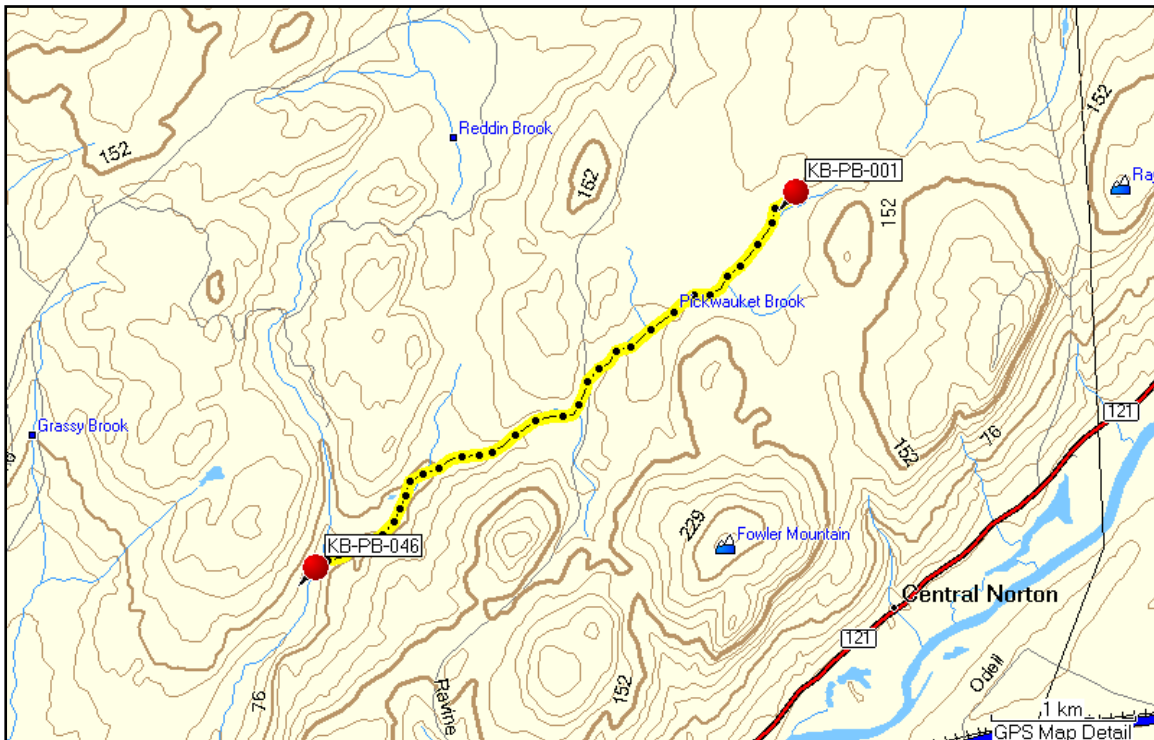 KB-PB-001
Reddin Brook
152
152
152
152
Pickwauket Brook
121
Grassy Brook
76
152
229
Fowler Mountain
KB-PB-046
Central Norton
121
Odell
152
76
Ravine
1 km
GPS Map Detail